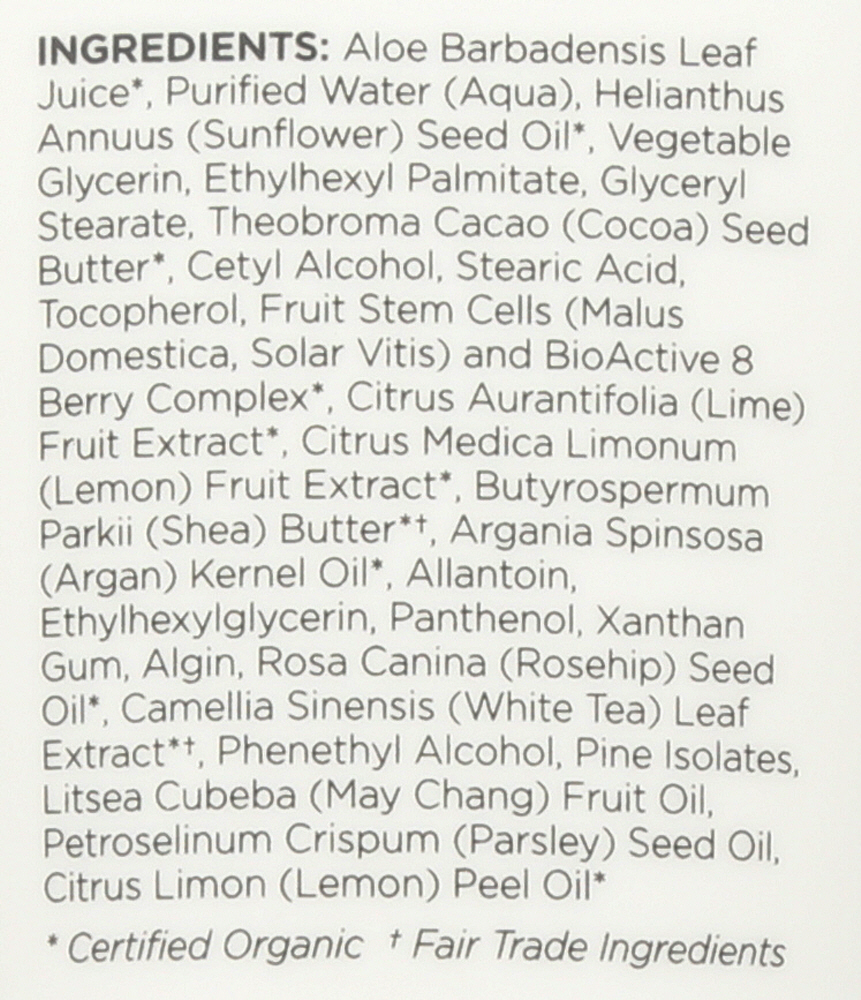 INGREDIENTS: Aloe Barbadensis Leaf
Juice*, Purified Water (Aqua), Helianthus
Annuus (Sunflower) Seed Oil*, Vegetable
Glycerin, Ethylhexyl Palmitate, Glyceryl
Stearate, Theobroma Cacao (Cocoa) Seed
Butter*, Cetyl Alcohol, Stearic Acid,
Tocopherol, Fruit Stem Cells (Malus
Domestica, Solar Vitis) and BioActive 8
Berry Complex*, Citrus Aurantifolia (Lime)
Fruit Extract*, Citrus Medica Limonum
(Lemon) Fruit Extract*, Butyrospermum
Parkii (Shea) Butter*†, Argania Spinsosa
(Argan) Kernel Oil*, Allantoin,
Ethylhexylglycerin, Panthenol, Xanthan
Gum, Algin, Rosa Canina (Rosehip) Seed
Oil*, Camellia Sinensis (White Tea) Leaf
Extract*†, Phenethyl Alcohol, Pine Isolates,
Litsea Cubeba (May Chang) Fruit Oil,
Petroselinum Crispum (Parsley) Seed Oil,
Citrus Limon (Lemon) Peel Oil*
* Certified Organic † Fair Trade Ingredients